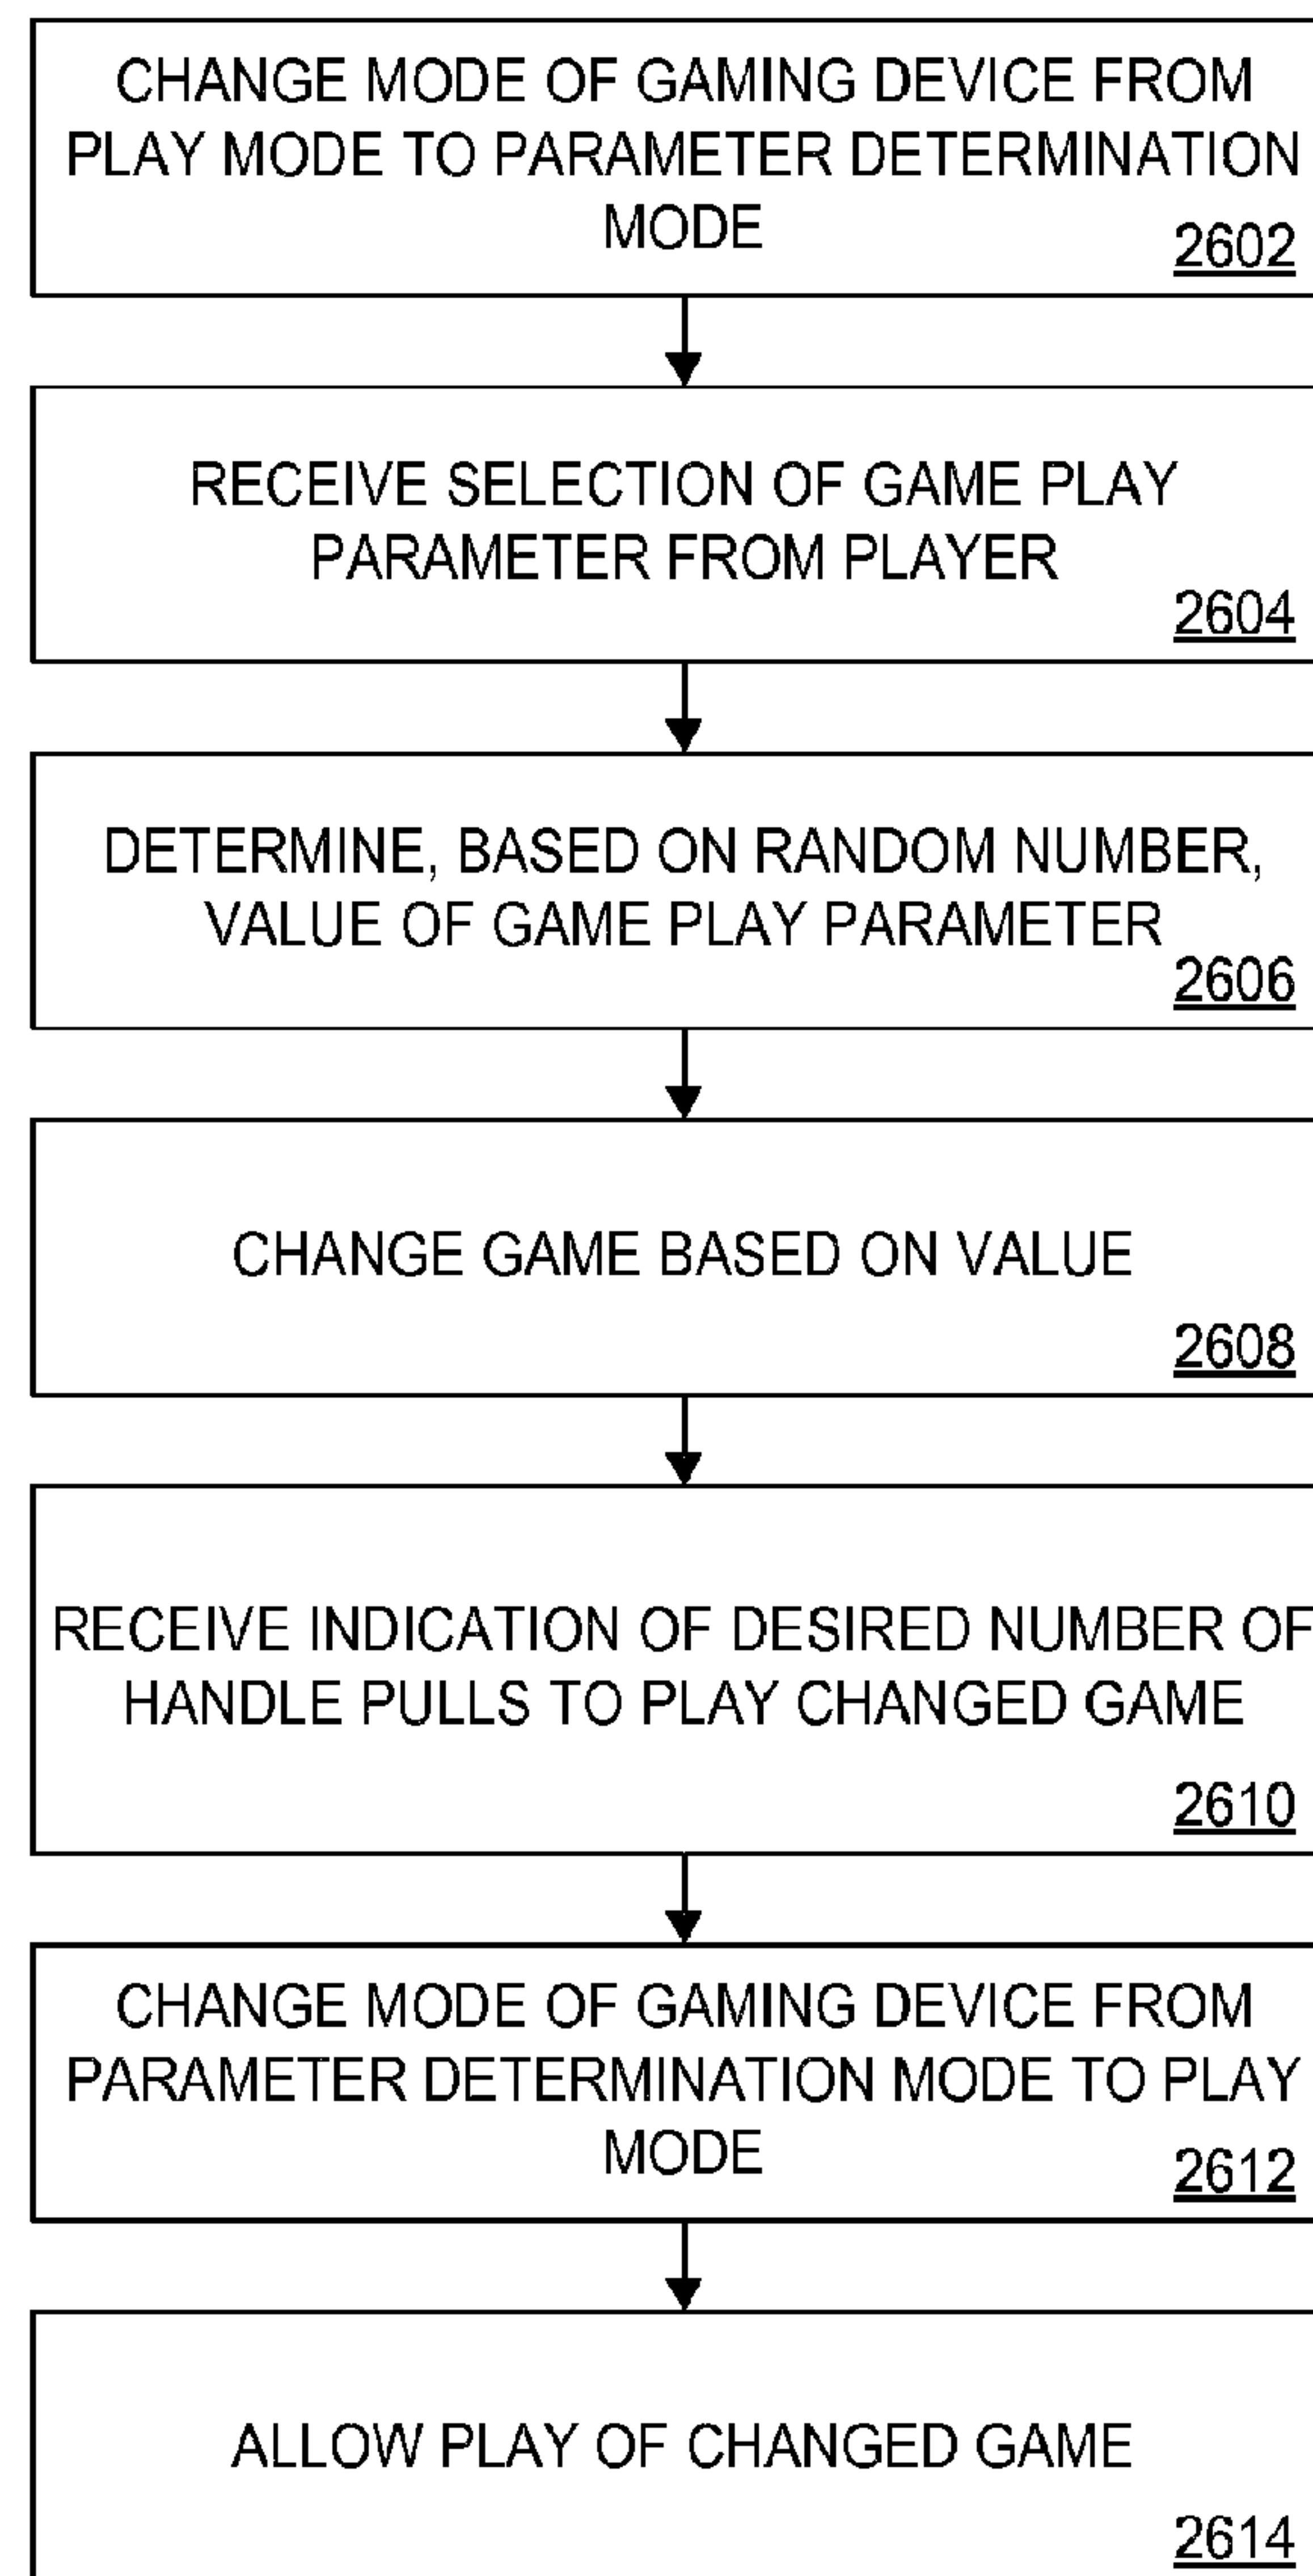 CHANGE MODE OF GAMING DEVICE FROM
PLAY MODE TO PARAMETER DETERMINATION
MODE
2602
RECEIVE SELECTION OF GAME PLAY
PARAMETER FROM PLAYER
2604
DETERMINE, BASED ON RANDOM NUMBER,
VALUE OF GAME PLAY PARAMETER
2606
CHANGE GAME BASED ON VALUE
2608
RECEIVE INDICATION OF DESIRED NUMBER OF
HANDLE PULLS TO PLAY CHANGED GAME
2610
CHANGE MODE OF GAMING DEVICE FROM
PARAMETER DETERMINATION MODE TO PLAY
MODE
2612
ALLOW PLAY OF CHANGED GAME
2614